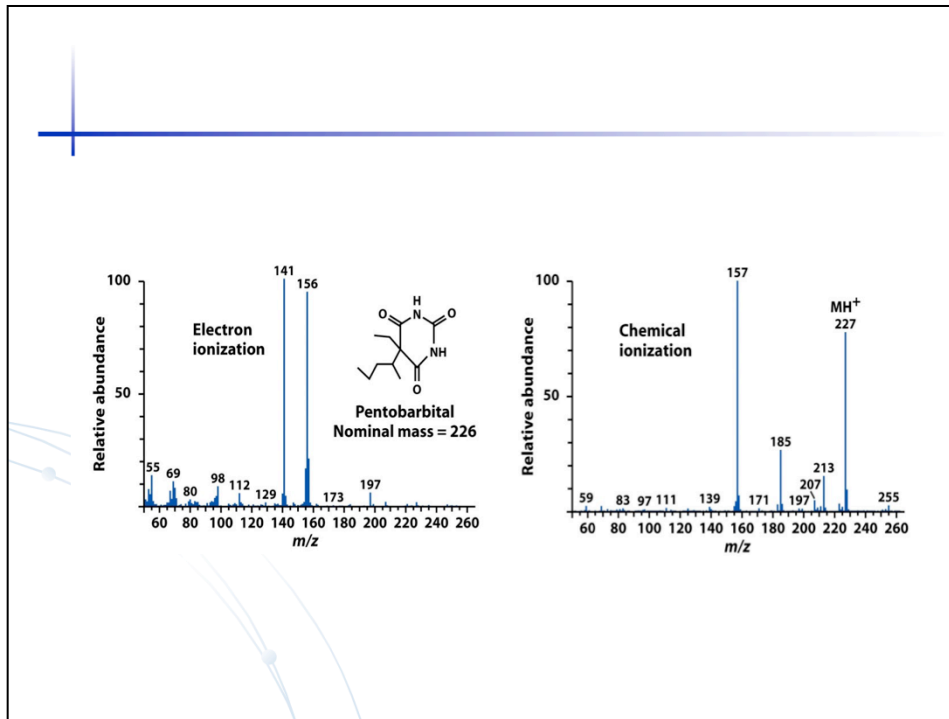 100
141
156
Electron
ionization
H
N
O
O
NH
O
Pentobarbital
Nominal mass = 226
50
Relative abundance
55
69
80
98
112
129
173
197
60 80 100 120 140 160 180 200 220 240 260
m/z
100
157
MH+
227
Chemical
ionization
50
Relative abundance
185
213
207
59
83
97
111
139
171
197
255
60 80 100 120 140 160 180 200 220 240 260
m/z